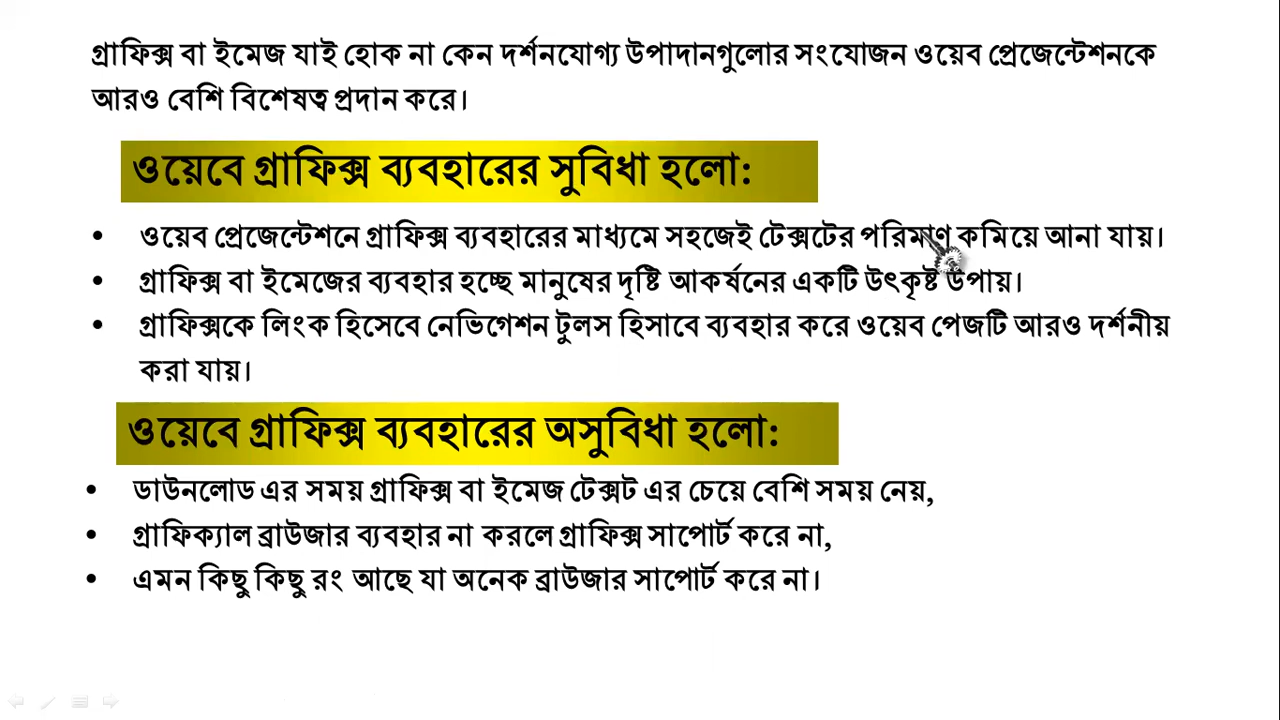 গ্রাফিক্স বা ইমেজ যাই হোক না কেন দর্শনযোগ্য উপাদানগুলোর সংযোজন ওয়েব প্রেজেন্টেশনকে
আরও বেশি বিশেষত্ব প্রদান করে।
ওয়েবে গ্রাফিক্স ব্যবহারের সুবিধা হলো:
• ওয়েব প্রেজেন্টেশনে গ্রাফিক্স ব্যবহারের মাধ্যমে সহজেই টেক্সটের পরিমাণ কমিয়ে আনা যায়।
• গ্রাফিক্স বা ইমেজের ব্যবহার হচ্ছে মানুষের দৃষ্টি আকর্ষনের একটি উৎকৃষ্ট উপায়।
• গ্রাফিক্সকে লিংক হিসেবে নেভিগেশন টুলস হিসাবে ব্যবহার করে ওয়েব পেজটি আরও দর্শনীয়
করা যায়।
ওয়েবে গ্রাফিক্স ব্যবহারের অসুবিধা হলো:
• ডাউনলোড এর সময় গ্রাফিক্স বা ইমেজ টেক্সট এর চেয়ে বেশি সময় নেয়,
• গ্রাফিক্যাল ব্রাউজার ব্যবহার না করলে গ্রাফিক্স সাপোর্ট করে না,
• এমন কিছু কিছু রং আছে যা অনেক ব্রাউজার সাপোর্ট করে না।